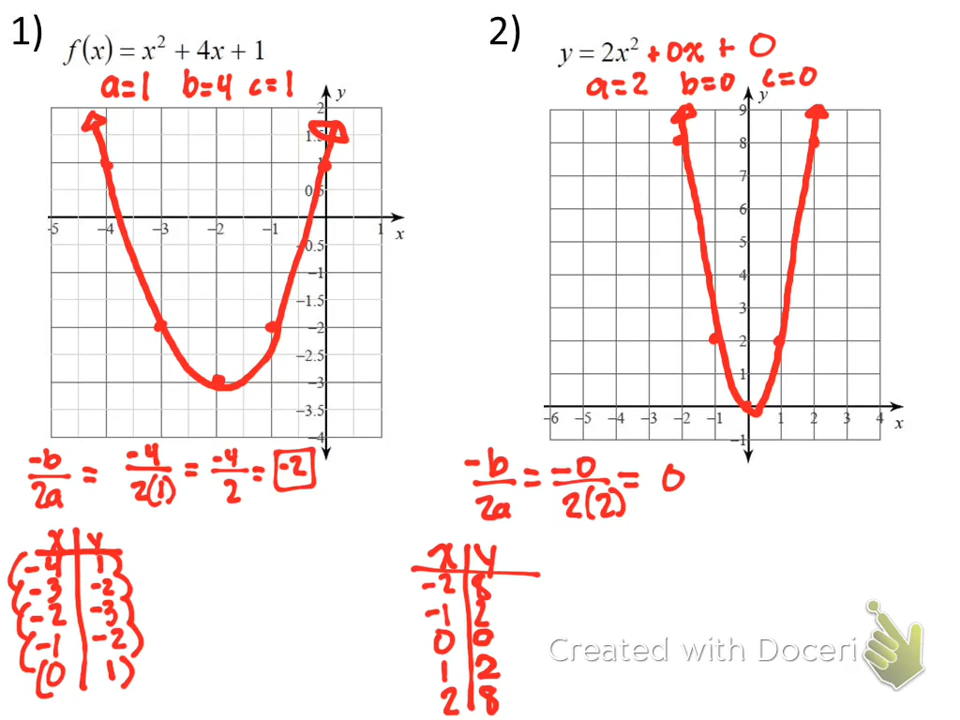 1)
f(x) = x² + 4x + 1
a=1 b=4 c=1
y
2
1.5
1
0.5
-5 -4 -3 -2 -1 1
x
-0.5
-1
-1.5
-2
-2.5
-3
-3.5
-4
-b/2a = -4/2(1) = -4/2 = -2
x | y
(-4 | 1)
(-3 | -2)
(-2 | -3)
(-1 | -2)
(0 | 1)
2)
y = 2x² + 0x + 0
a=2 b=0 c=0
y
9
8
7
6
5
4
3
2
1
-6 -5 -4 -3 -2 -1 1 2 3 4
x
-1
-b/2a = -0/2(2) = 0
x | y
-2 | 8
-1 | 2
0 | 0
1 | 2
2 | 8
Created with Doceri